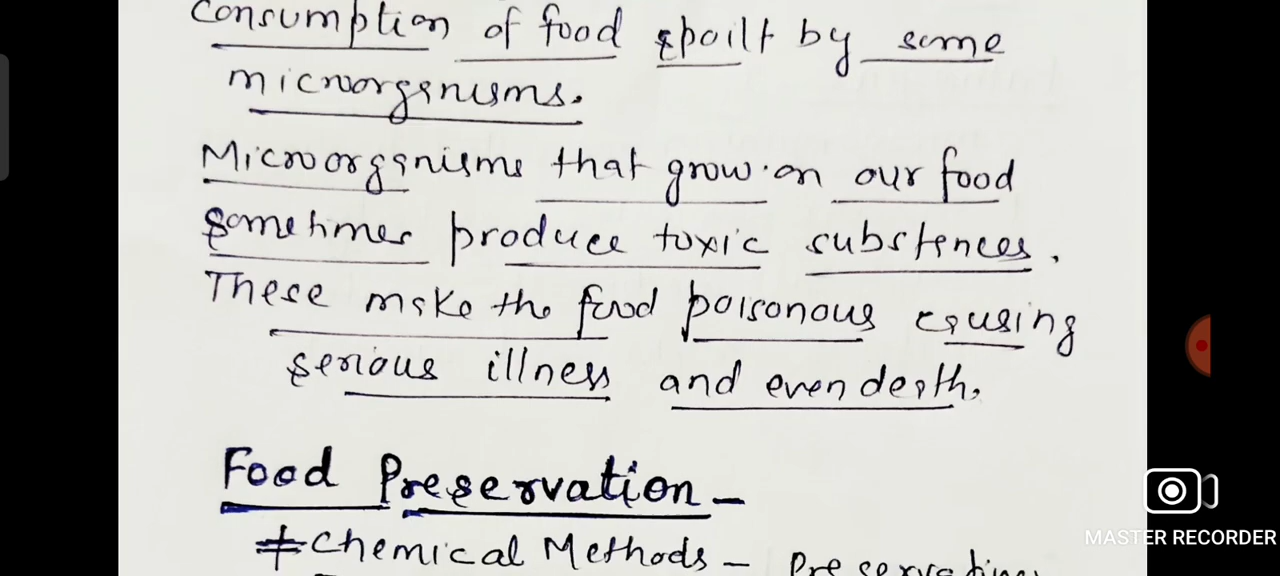 Consumption of food spoilt by some
microorganisms.
Microorganisms that grow on our food
sometimes produce toxic substances.
These make the food poisonous causing
serious illness and even death.
Food Preservation -
Chemical Methods -
MASTER RECORDER